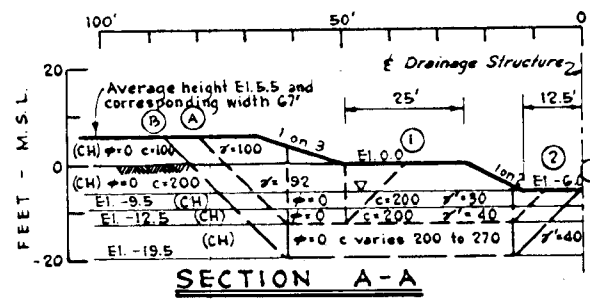 100' 50' 0
₵ Drainage Structure
20
Average height El. 5.5 and
corresponding width 67'
25' 12.5'
B A
1 on 3
1
(CH) φ=0 c=100 γ=100
El. 0.0
2
0
1 on
(CH) φ=0 c=200 γ=92
El-6.0
El. -9.5 (CH) φ=0 c=200 γ'=30
El. -12.5 (CH) φ=0 c=200 γ'=40
(CH) φ=0 c varies 200 to 270 γ'=40
El. -19.5
-20
FEET - M.S.L.
SECTION A-A